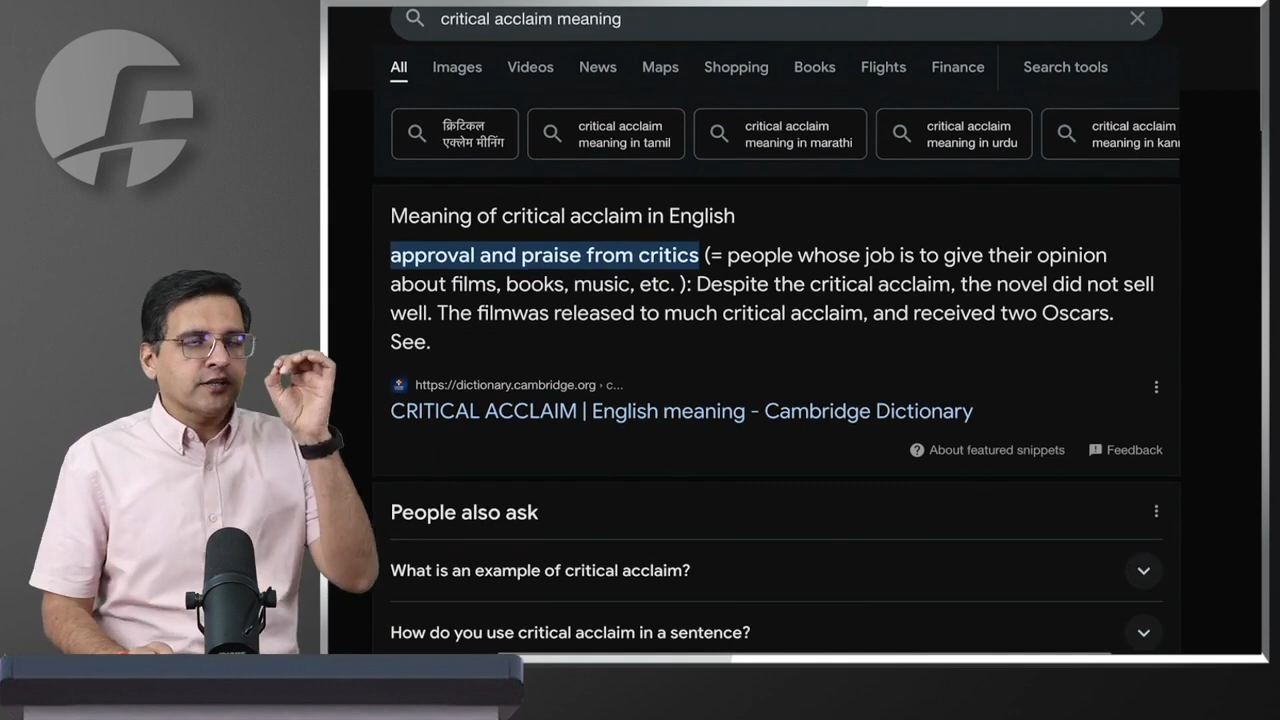 critical acclaim meaning
All Images Videos News Maps Shopping Books Flights Finance Search tools
क्रिटिकल
एक्लेम मीनिंग
critical acclaim
meaning in tamil
critical acclaim
meaning in marathi
critical acclaim
meaning in urdu
critical acclaim
meaning in kann
Meaning of critical acclaim in English
approval and praise from critics (= people whose job is to give their opinion
about films, books, music, etc. ): Despite the critical acclaim, the novel did not sell
well. The filmwas released to much critical acclaim, and received two Oscars.
See.
https://dictionary.cambridge.org › c...
CRITICAL ACCLAIM | English meaning - Cambridge Dictionary
About featured snippets Feedback
People also ask
What is an example of critical acclaim?
How do you use critical acclaim in a sentence?